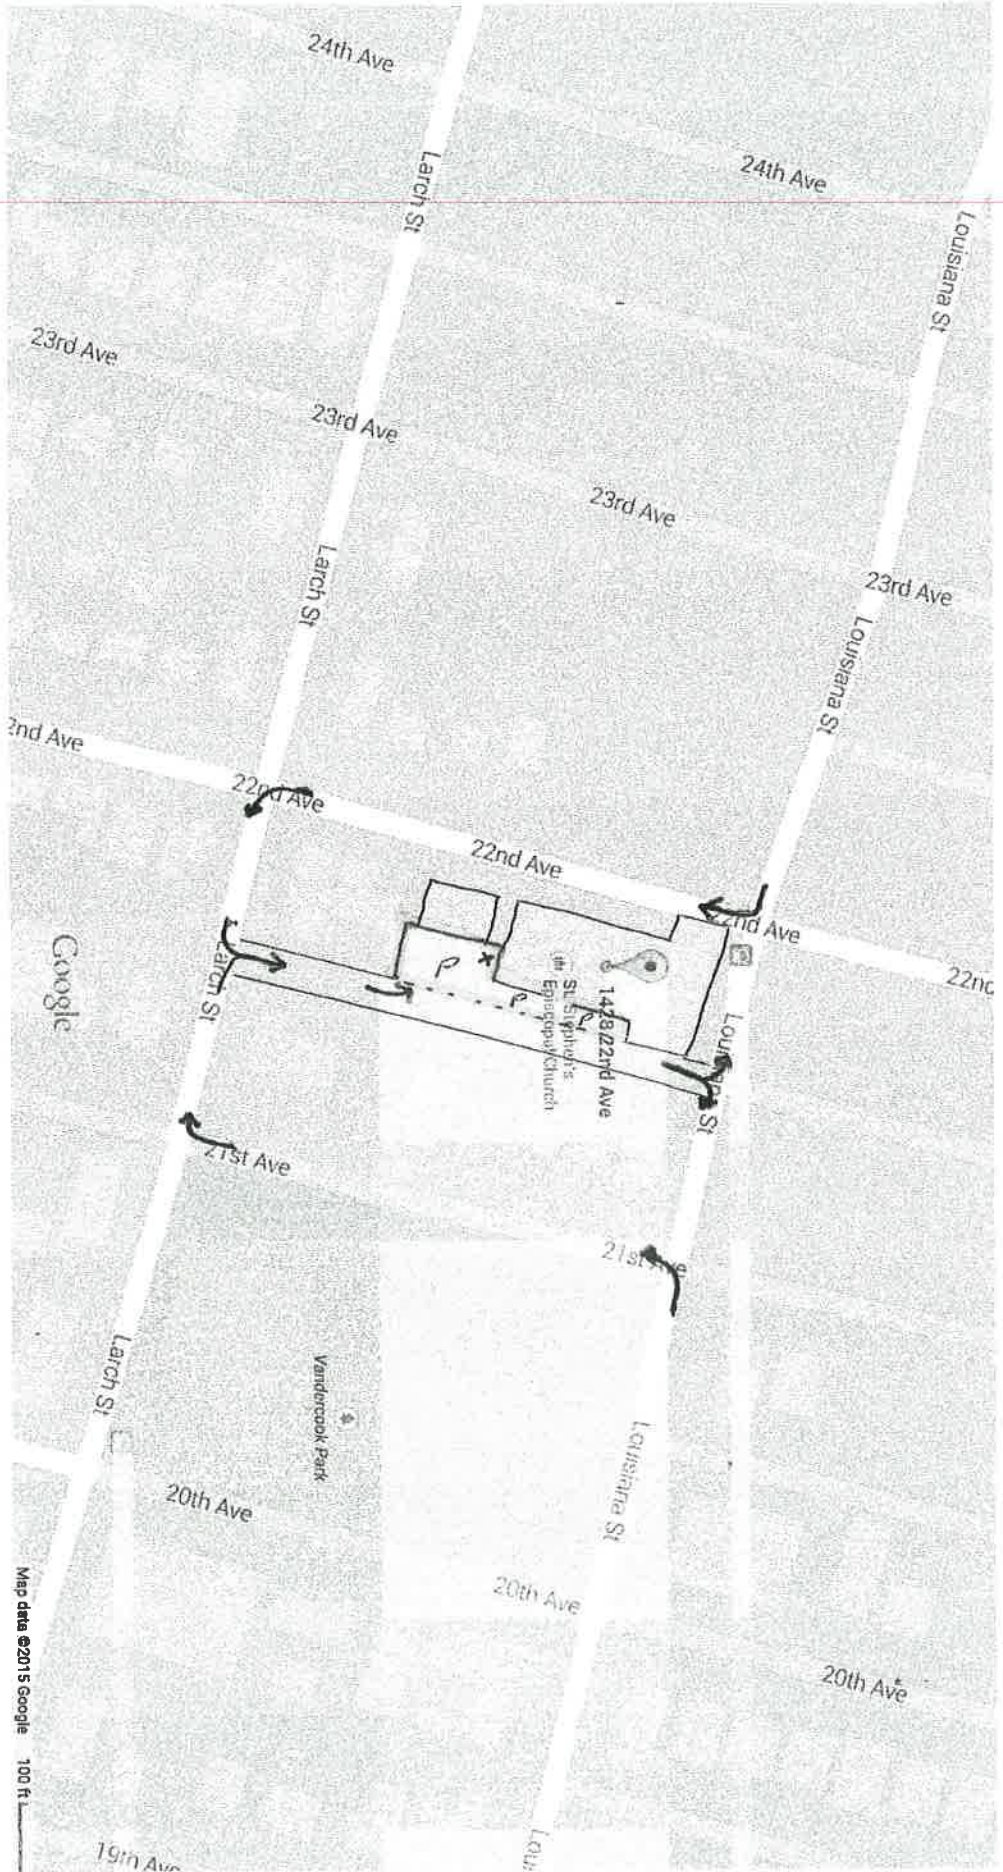 24th Ave
24th Ave
Larch St
Louisiana St
23rd Ave
23rd Ave
23rd Ave
23rd Ave
Larch St
Louisiana St
2nd Ave
22nd Ave
22nd Ave
22nd Ave
22nd
Google
Larch St
P
x
P
P
St. Stephen's
Episcopal Church
1428 22nd Ave
Louisiana St
21st Ave
21st Ave
Larch St
Vandercook Park
Louisiana St
20th Ave
20th Ave
20th Ave
Lou
19th Ave
Map data ©2015 Google 100 ft